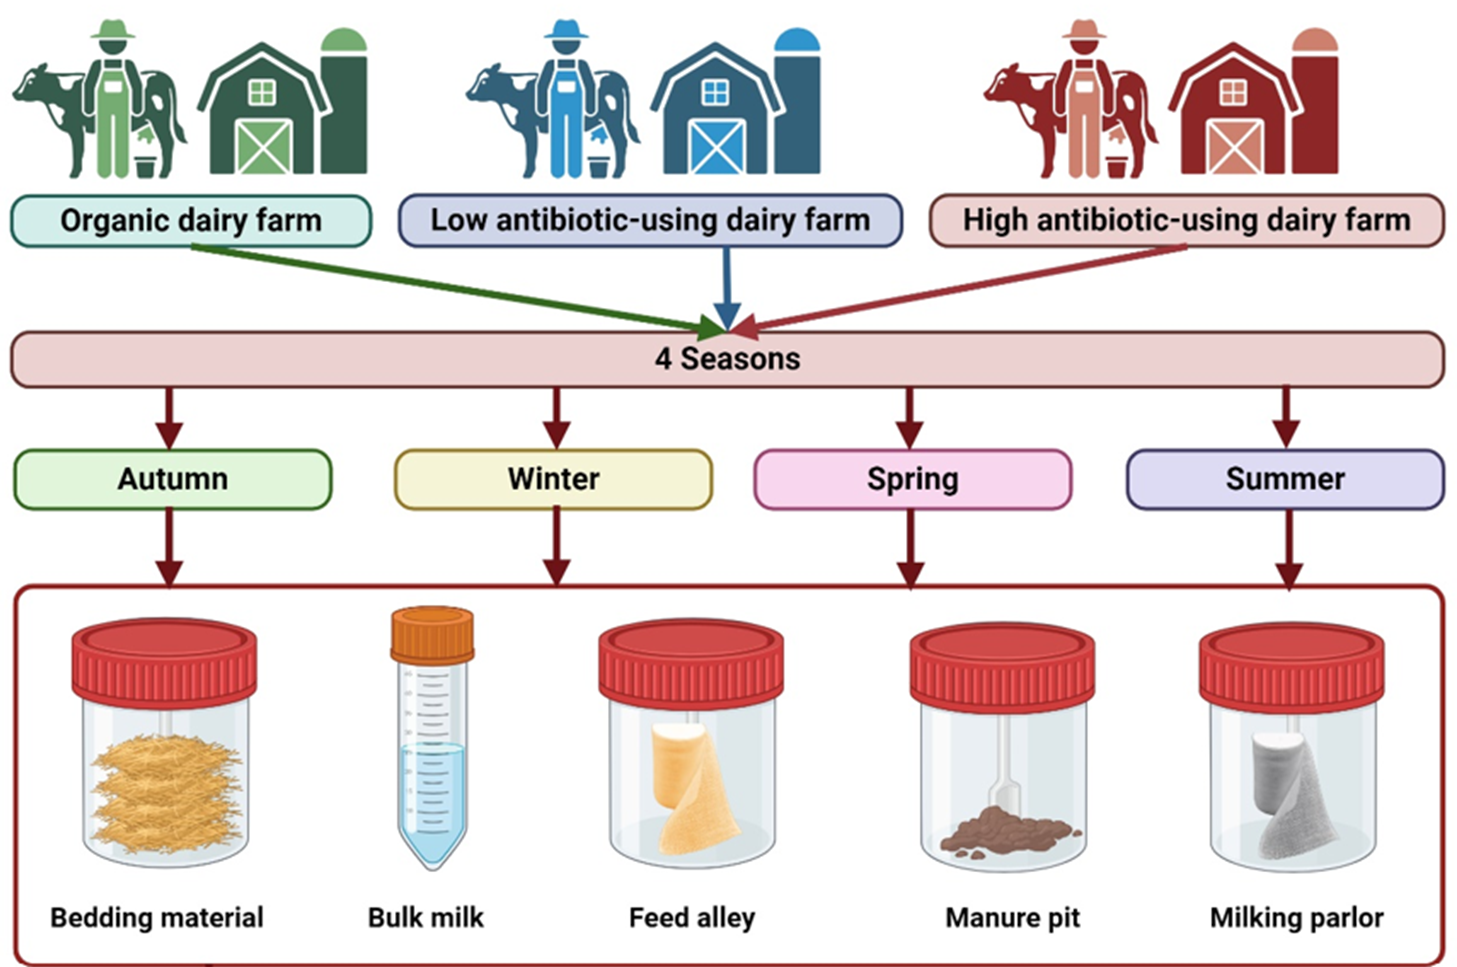 Organic dairy farm
Low antibiotic-using dairy farm
High antibiotic-using dairy farm
4 Seasons
Autumn
Winter
Spring
Summer
Bedding material
Bulk milk
Feed alley
Manure pit
Milking parlor